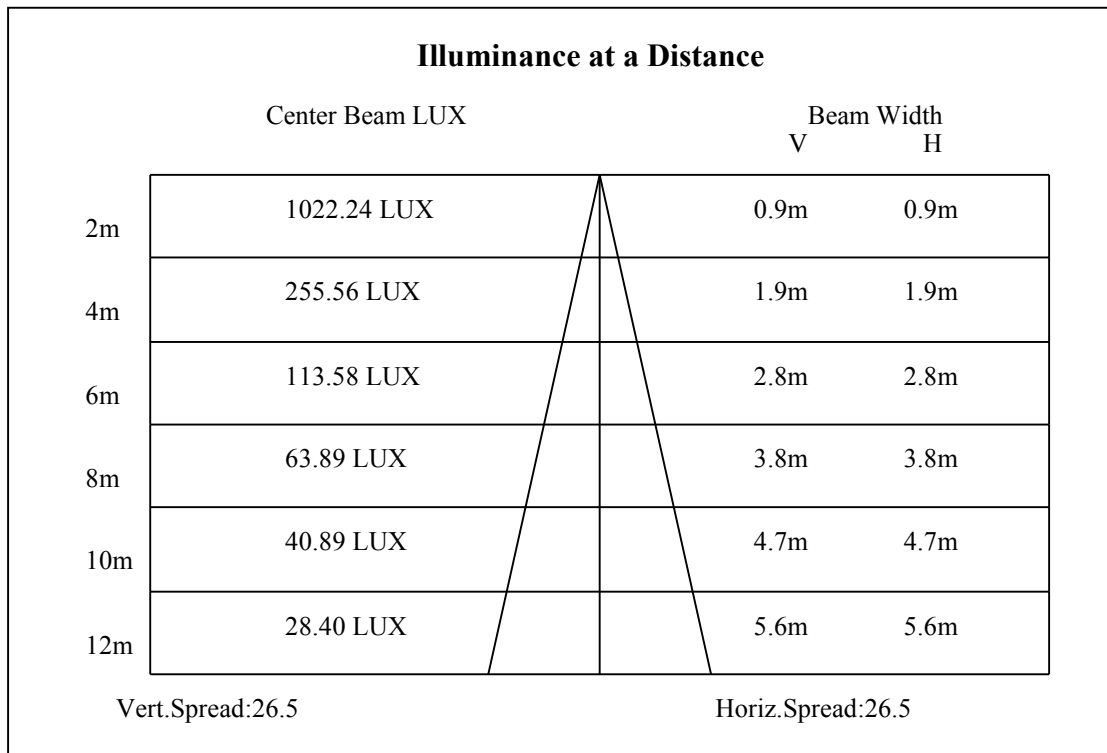 Illuminance at a Distance
Center Beam LUX Beam Width
V H
2m 1022.24 LUX 0.9m 0.9m
4m 255.56 LUX 1.9m 1.9m
6m 113.58 LUX 2.8m 2.8m
8m 63.89 LUX 3.8m 3.8m
10m 40.89 LUX 4.7m 4.7m
12m 28.40 LUX 5.6m 5.6m
Vert.Spread:26.5 Horiz.Spread:26.5